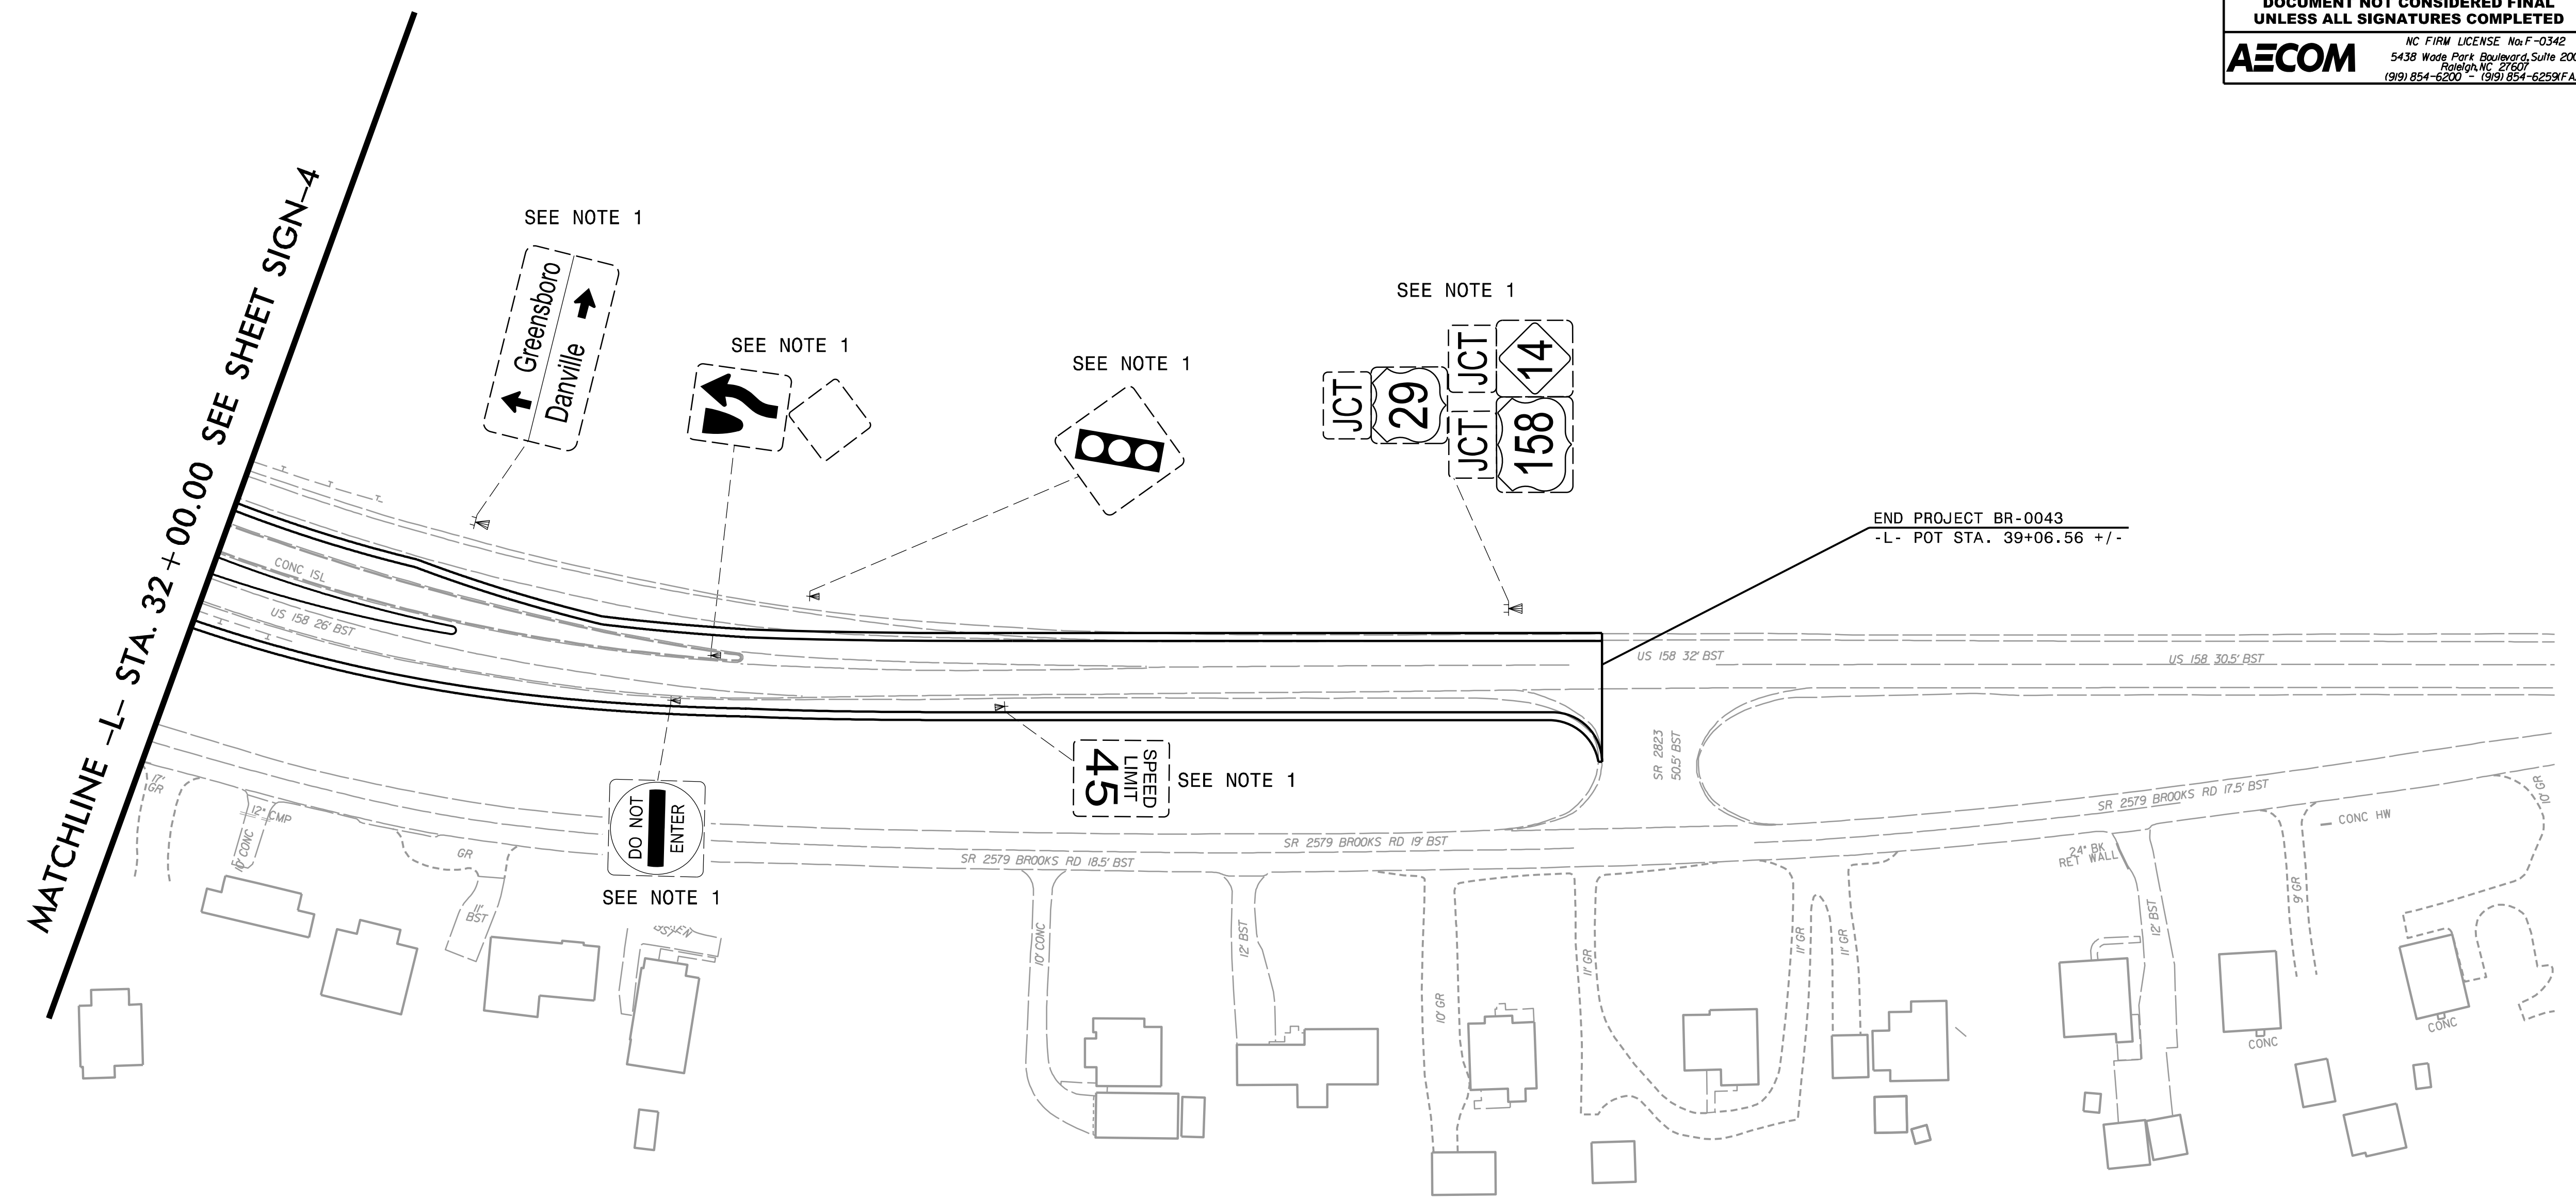 DOCUMENT NOT CONSIDERED FINAL
UNLESS ALL SIGNATURES COMPLETED
AECOM
NC FIRM LICENSE No: F-0342
5438 Wade Park Boulevard, Suite 200
Raleigh, NC 27607
(919) 854-6200 - (919) 854-6259(FA
MATCHLINE -L- STA. 32+00.00 SEE SHEET SIGN-4
SEE NOTE 1
Greensboro
Danville
SEE NOTE 1
SEE NOTE 1
SEE NOTE 1
JCT
29
JCT
14
JCT
158
END PROJECT BR-0043
-L- POT STA. 39+06.56 +/-
CONC ISL
US 158 26' BST
US 158 32' BST
US 158 30.5' BST
SR 2823
50.5' BST
SPEED
LIMIT
45
SEE NOTE 1
DO NOT
ENTER
SEE NOTE 1
17'
GR
12" CMP
10' CONC
GR
11'
BST
SR 2579 BROOKS RD 18.5' BST
SR 2579 BROOKS RD 19' BST
SR 2579 BROOKS RD 17.5' BST
10' GR
CONC HW
24" BK
RET WALL
9' GR
12' BST
10' CONC
12' BST
10' GR
11' GR
11' GR
11' GR
CONC
CONC